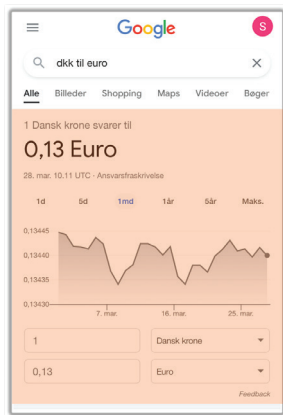 Google
S
dkk til euro
Alle Billeder Shopping Maps Videoer Bøger
1 Dansk krone svarer til
0,13 Euro
28. mar. 10.11 UTC · Ansvarsfraskrivelse
1d 5d 1md 1år 5år Maks.
0,13445
0,13440
0,13435
0,13430
7. mar. 16. mar. 25. mar.
1 Dansk krone
0,13 Euro
Feedback